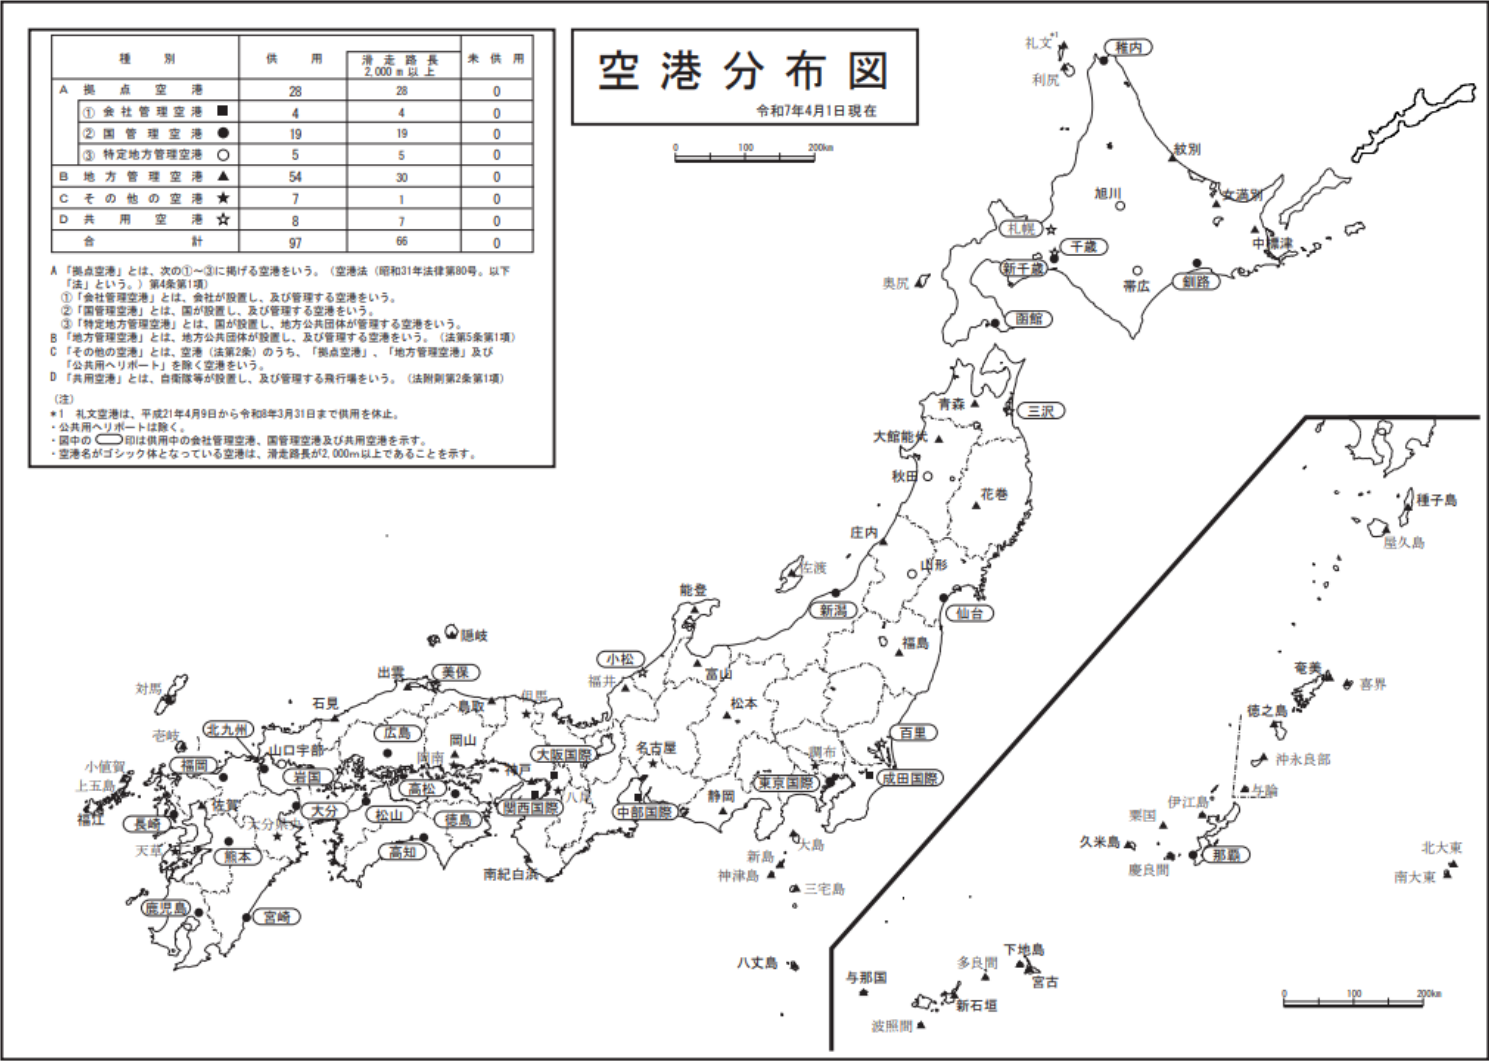 空港分布図
令和7年4月1日現在
種別 供用 滑走路長2,000m以上 未供用
A 拠点空港 28 28 0
① 会社管理空港 ■ 4 4 0
② 国管理空港 ● 19 19 0
③ 特定地方管理空港 ○ 5 5 0
B 地方管理空港 ▲ 54 30 0
C その他の空港 ★ 7 1 0
D 共用空港 ☆ 8 7 0
合計 97 66 0
A 「拠点空港」とは、次の①~③に掲げる空港をいう。(空港法(昭和31年法律第80号。以下
「法」という。)第4条第1項)
①「会社管理空港」とは、会社が設置し、及び管理する空港をいう。
②「国管理空港」とは、国が設置し、及び管理する空港をいう。
③「特定地方管理空港」とは、国が設置し、地方公共団体が管理する空港をいう。
B 「地方管理空港」とは、地方公共団体が設置し、及び管理する空港をいう。(法第5条第1項)
C 「その他の空港」とは、空港(法第2条)のうち、「拠点空港」、「地方管理空港」及び
「公共用ヘリポート」を除く空港をいう。
D 「共用空港」とは、自衛隊等が設置し、及び管理する飛行場をいう。(法附則第2条第1項)
(注)
*1 礼文空港は、平成21年4月9日から令和8年3月31日まで供用を休止。
・公共用ヘリポートは除く。
・図中の 印は供用中の会社管理空港、国管理空港及び共用空港を示す。
・空港名がゴシック体となっている空港は、滑走路長が2,000m以上であることを示す。
0 100 200km
礼文*1
稚内
利尻
紋別
旭川
女満別
札幌
千歳
中標津
新千歳
帯広
釧路
奥尻
函館
青森
三沢
大館能代
秋田
花巻
庄内
山形
佐渡
新潟
仙台
能登
福島
隠岐
小松
富山
出雲
美保
福井
対馬
石見
鳥取
但馬
松本
北九州
広島
百里
壱岐
山口宇部
岡山
名古屋
調布
福岡
岩国
岡南
大阪国際
小値賀
神戸
東京国際
成田国際
上五島
高松
八尾
静岡
佐賀
関西国際
中部国際
福江
長崎
大分
松山
徳島
大分県央
天草
熊本
高知
大島
南紀白浜
新島
神津島
三宅島
鹿児島
宮崎
八丈島
種子島
屋久島
奄美
喜界
徳之島
沖永良部
与論
伊江島
粟国
久米島
那覇
慶良間
北大東
南大東
下地島
多良間
宮古
与那国
新石垣
波照間
0 100 200km